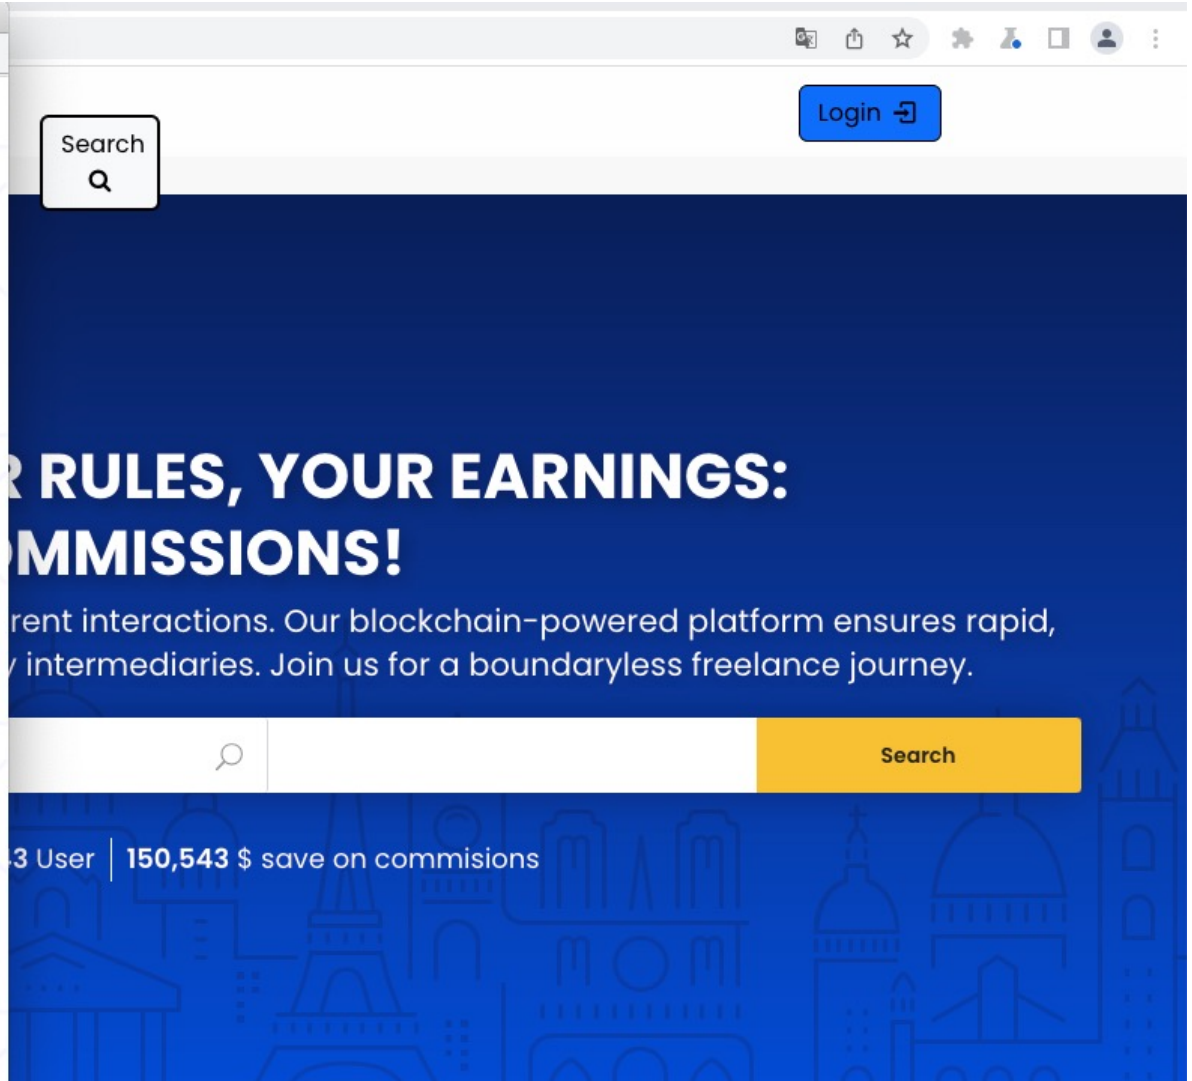 Login
Search
RULES, YOUR EARNINGS:
MMISSIONS!
rent interactions. Our blockchain-powered platform ensures rapid,
intermediaries. Join us for a boundaryless freelance journey.
Search
3 User | 150,543 $ save on commisions